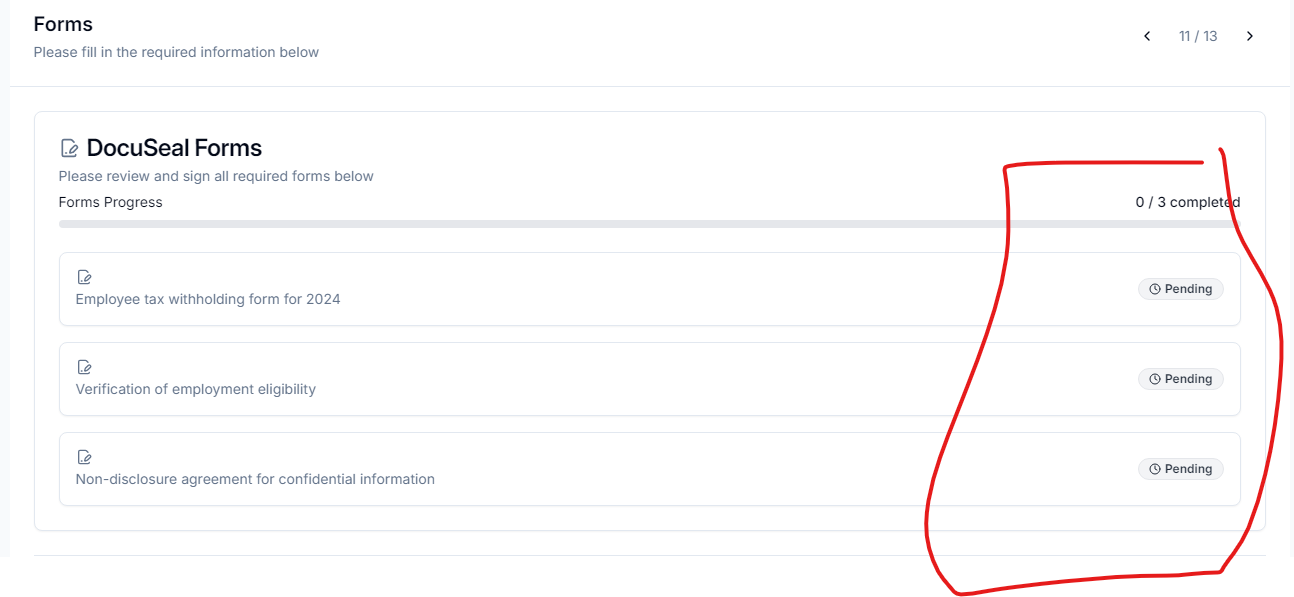 Forms
Please fill in the required information below
11 / 13
DocuSeal Forms
Please review and sign all required forms below
Forms Progress
0 / 3 completed
Employee tax withholding form for 2024
Pending
Verification of employment eligibility
Pending
Non-disclosure agreement for confidential information
Pending